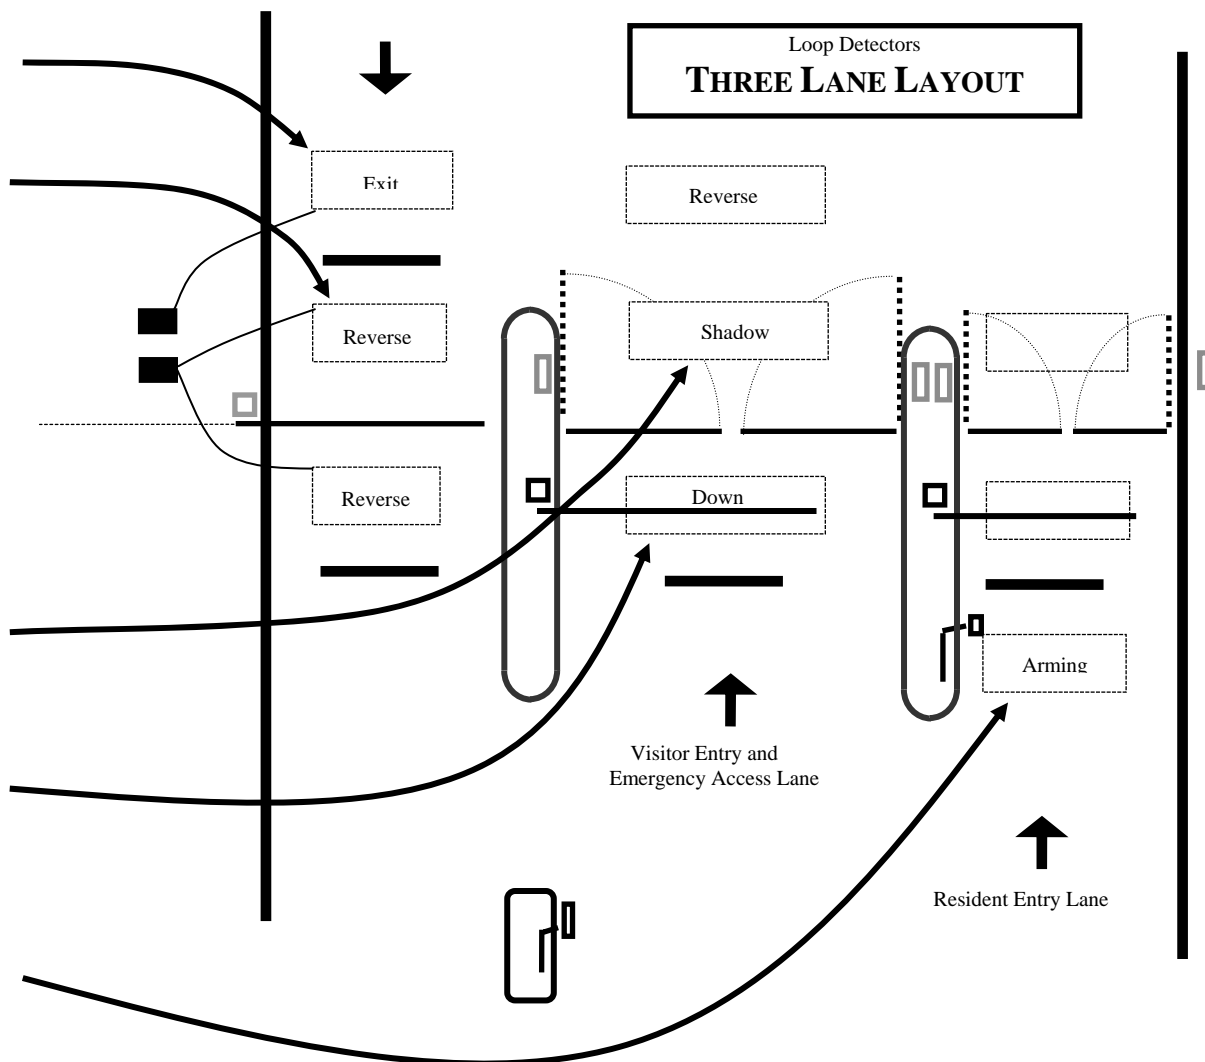 Loop Detectors
THREE LANE LAYOUT
Exit
Reverse
Reverse
Shadow
Reverse
Down
Reverse
Arming
Visitor Entry and
Emergency Access Lane
Resident Entry Lane